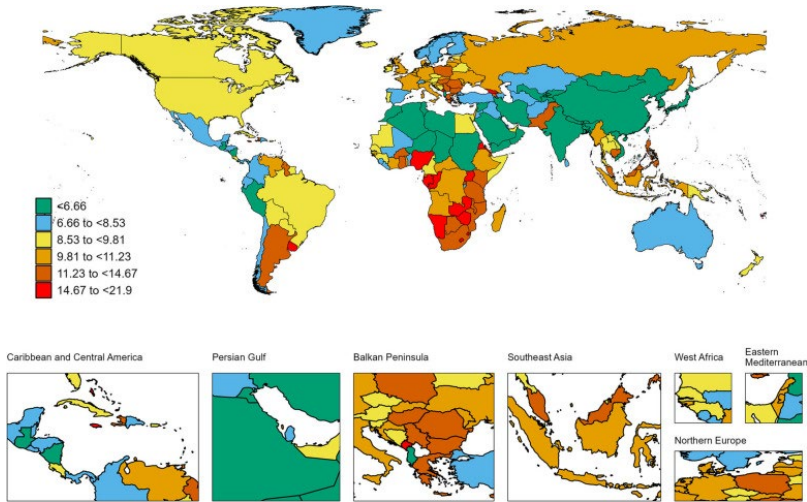 <6.66
6.66 to <8.53
8.53 to <9.81
9.81 to <11.23
11.23 to <14.67
14.67 to <21.9
Caribbean and Central America
Persian Gulf
Balkan Peninsula
Southeast Asia
West Africa
Eastern
Mediterranean
Northern Europe